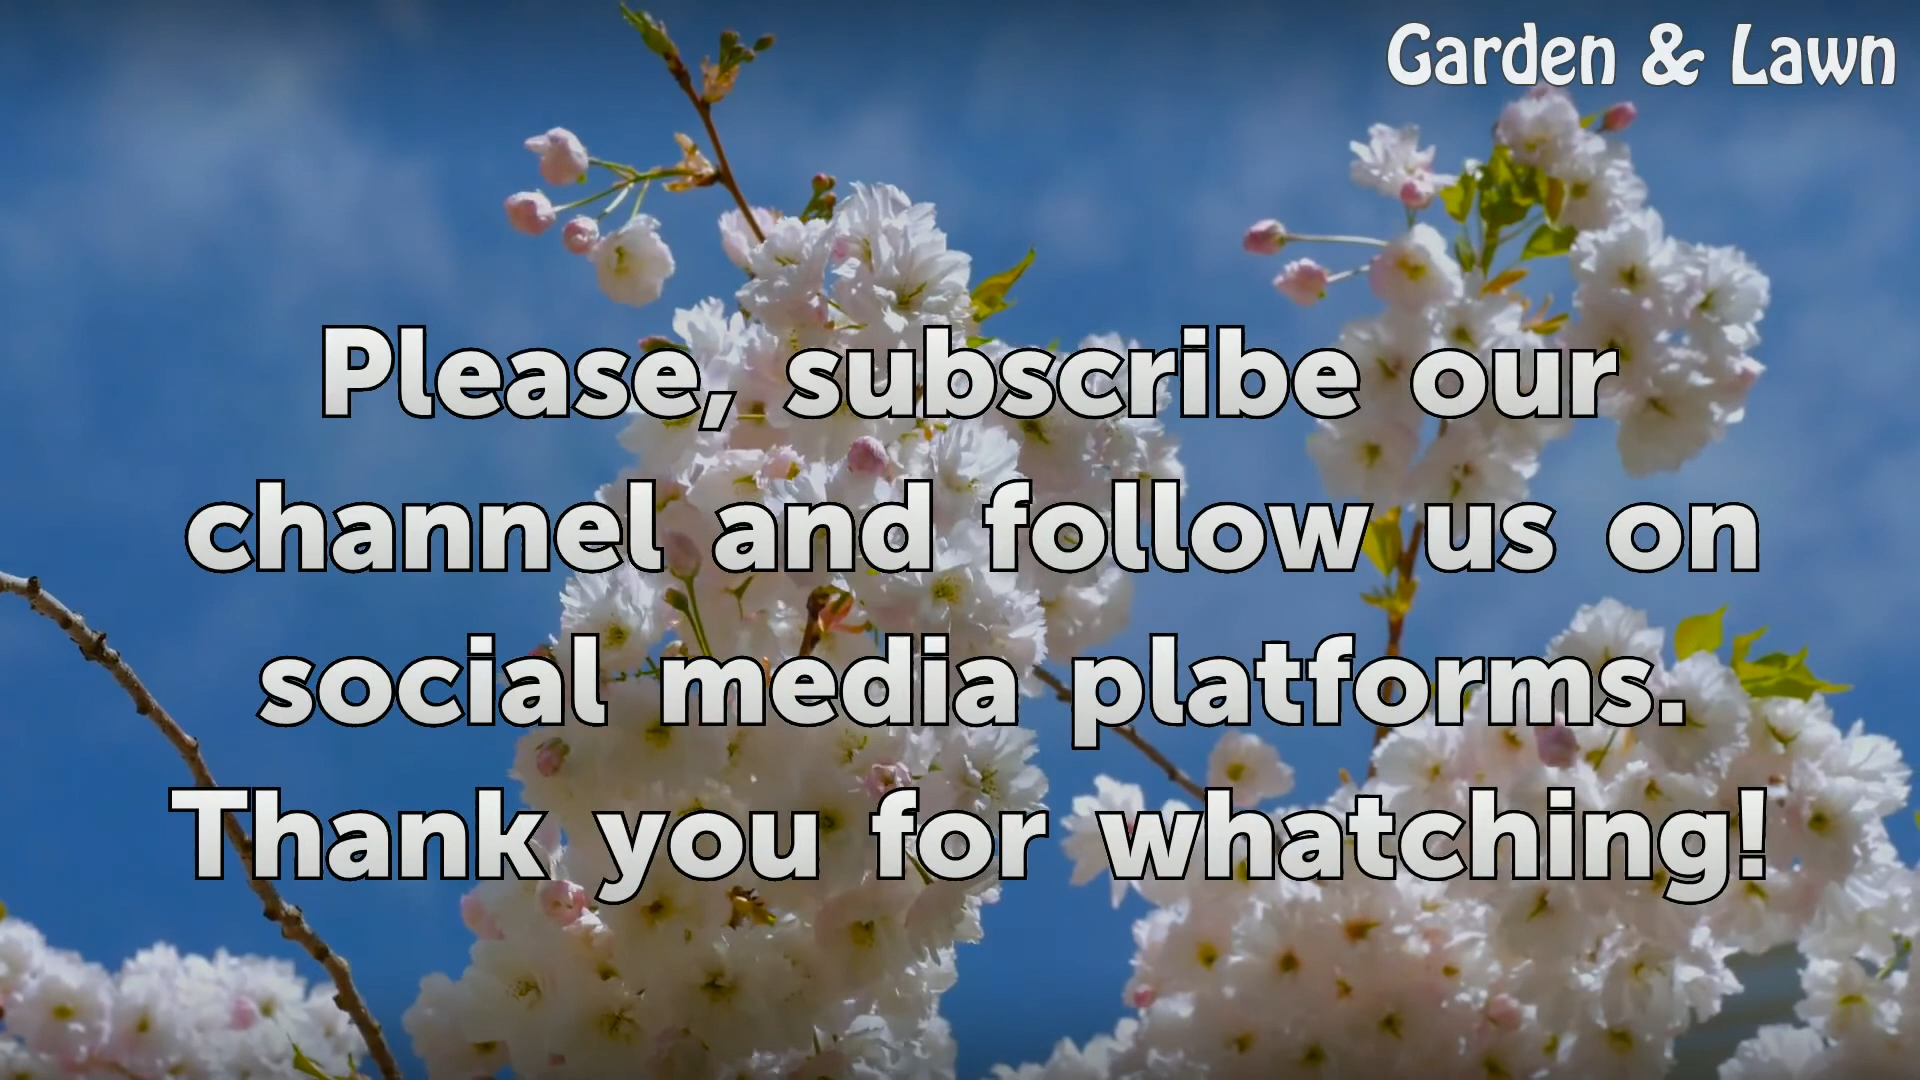 Garden & Lawn
Please, subscribe our
channel and follow us on
social media platforms.
Thank you for whatching!